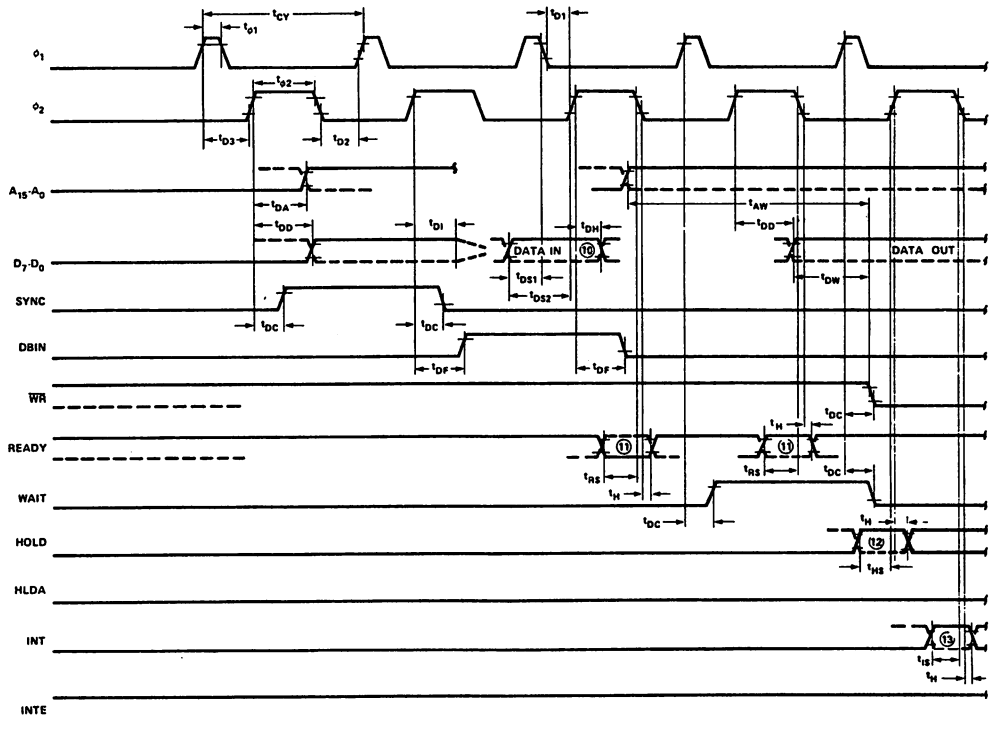 tCY
tφ1
tD1
φ1
tφ2
φ2
tD3
tD2
A15-A0
tDA
tAW
tDD
tDI
tDH
tDD
D7-D0
DATA IN
⑩
DATA OUT
tDS1
tDW
tDS2
SYNC
tDC
tDC
DBIN
tDF
tDF
WR
tH
tDC
READY
⑪
⑪
tRS
tRS
tDC
WAIT
tH
tDC
tH
HOLD
⑫
tHS
HLDA
INT
⑬
tIS
tH
INTE